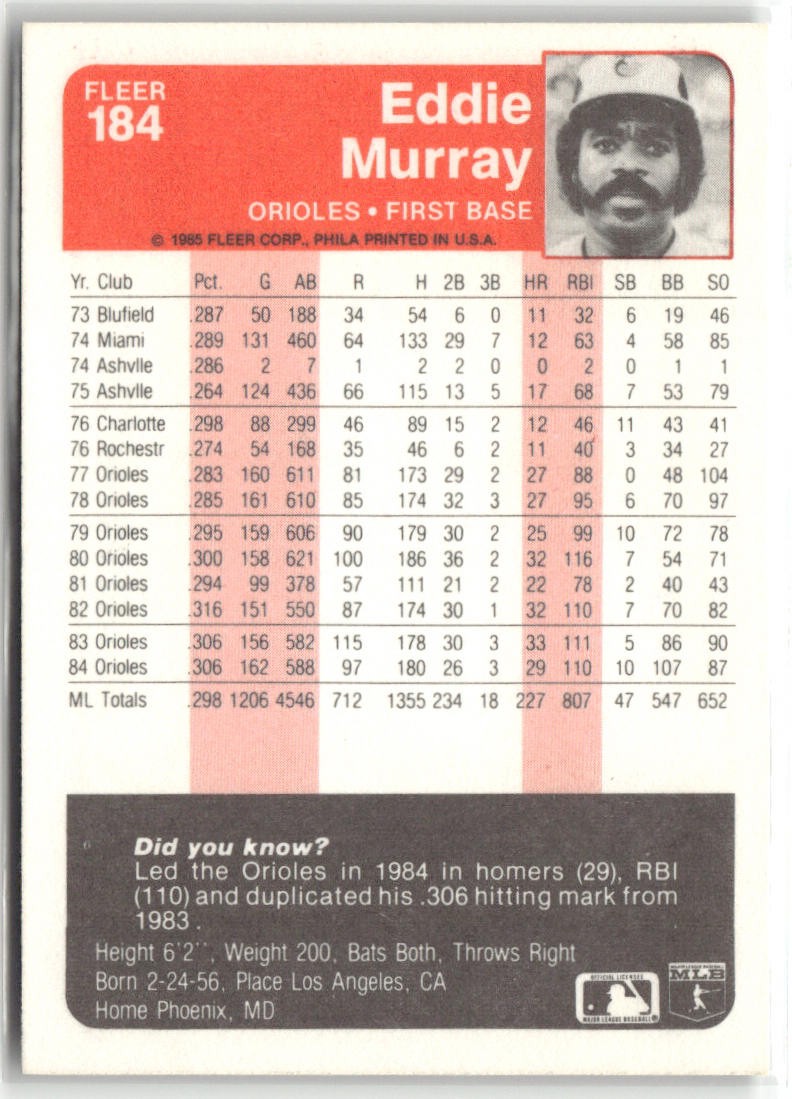 FLEER
184
Eddie
Murray
ORIOLES • FIRST BASE
© 1985 FLEER CORP., PHILA PRINTED IN U.S.A.
Yr. Club Pct. G AB R H 2B 3B HR RBI SB BB SO
73 Blufield .287 50 188 34 54 6 0 11 32 6 19 46
74 Miami .289 131 460 64 133 29 7 12 63 4 58 85
74 Ashvlle .286 2 7 1 2 2 0 0 2 0 1 1
75 Ashvlle .264 124 436 66 115 13 5 17 68 7 53 79
76 Charlotte .298 88 299 46 89 15 2 12 46 11 43 41
76 Rochestr .274 54 168 35 46 6 2 11 40 3 34 27
77 Orioles .283 160 611 81 173 29 2 27 88 0 48 104
78 Orioles .285 161 610 85 174 32 3 27 95 6 70 97
79 Orioles .295 159 606 90 179 30 2 25 99 10 72 78
80 Orioles .300 158 621 100 186 36 2 32 116 7 54 71
81 Orioles .294 99 378 57 111 21 2 22 78 2 40 43
82 Orioles .316 151 550 87 174 30 1 32 110 7 70 82
83 Orioles .306 156 582 115 178 30 3 33 111 5 86 90
84 Orioles .306 162 588 97 180 26 3 29 110 10 107 87
ML Totals .298 1206 4546 712 1355 234 18 227 807 47 547 652
Did you know?
Led the Orioles in 1984 in homers (29), RBI
(110) and duplicated his .306 hitting mark from
1983 .
Height 6'2'', Weight 200, Bats Both, Throws Right
Born 2-24-56, Place Los Angeles, CA
Home Phoenix, MD
OFFICIAL LICENSEE
MAJOR LEAGUE BASEBALL
MAJOR LEAGUE BASEBALL
MLB